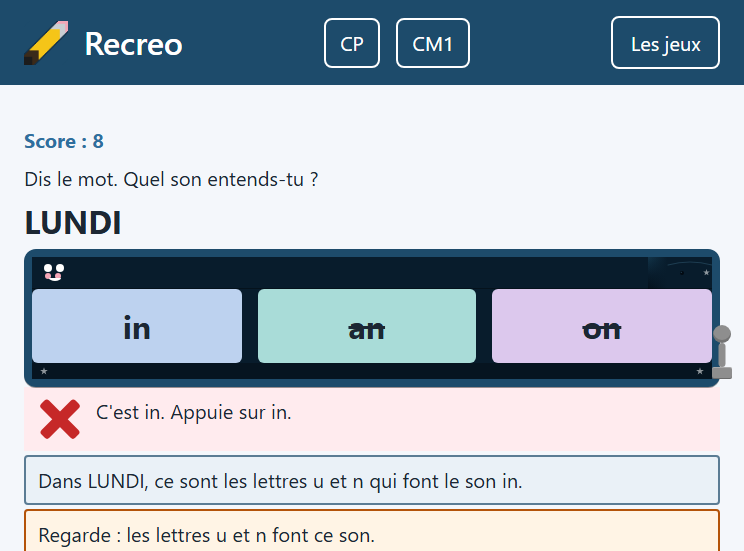 Recreo
CP
CM1
Les jeux
Score : 8
Dis le mot. Quel son entends-tu ?
LUNDI
in
an
on
C'est in. Appuie sur in.
Dans LUNDI, ce sont les lettres u et n qui font le son in.
Regarde : les lettres u et n font ce son.